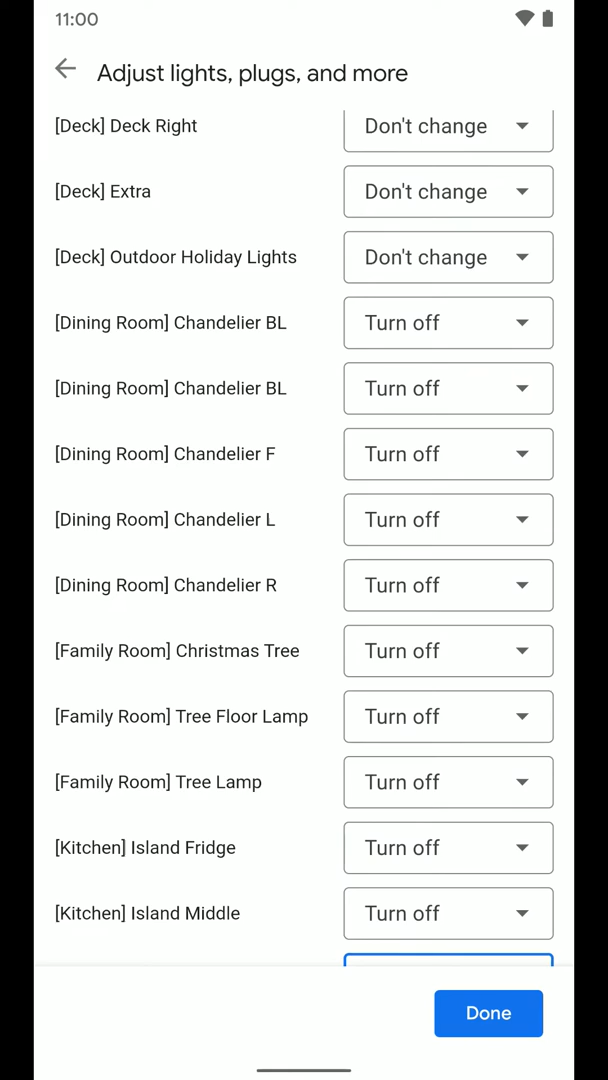 11:00
Adjust lights, plugs, and more
[Deck] Deck Right Don't change
[Deck] Extra Don't change
[Deck] Outdoor Holiday Lights Don't change
[Dining Room] Chandelier BL Turn off
[Dining Room] Chandelier BL Turn off
[Dining Room] Chandelier F Turn off
[Dining Room] Chandelier L Turn off
[Dining Room] Chandelier R Turn off
[Family Room] Christmas Tree Turn off
[Family Room] Tree Floor Lamp Turn off
[Family Room] Tree Lamp Turn off
[Kitchen] Island Fridge Turn off
[Kitchen] Island Middle Turn off
Done